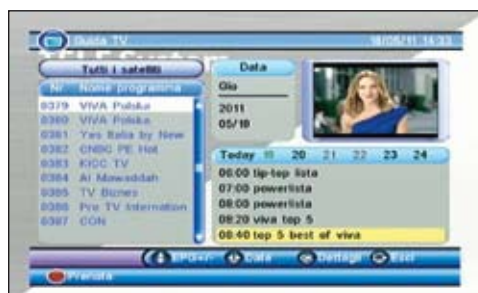 Guida TV
18/05/11 14:33
Tutti i satelliti
Nr Nome programma
0379 VIVA Polska
0380 VIVA Polska
0381 Yes Italia by New
0382 CNBC PE Hot
0383 KICC TV
0384 Al Mawaddah
0385 TV Biznes
0386 Pro TV Internation
0387 CON
Data
Gio
2011
05/18
Today 19 20 21 22 23 24
06:00 tip-top lista
07:00 powerlista
08:00 powerlista
08:20 viva top 5
08:40 top 5 best of viva
EPG+/- Data Dettagli Esci
Prenota